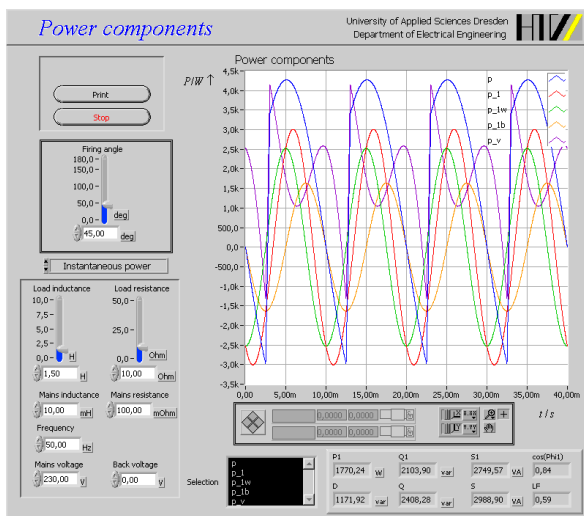 Power components
University of Applied Sciences Dresden
Department of Electrical Engineering
HTW
Print
Stop
Firing angle
180,0
150,0
100,0
50,0
0,0
deg
45,00 deg
Instantaneous power
Load inductance
Load resistance
10,0
7,5
5,0
2,5
0,0
H
50,0
25,0
0,0
Ohm
1,50 H
10,00 Ohm
Mains inductance
Mains resistance
10,00 mH
100,00 mOhm
Frequency
50,00 Hz
Mains voltage
Back voltage
230,00 V
0,00 V
Power components
P/W ↑
4,5k
4,0k
3,5k
3,0k
2,5k
2,0k
1,5k
1,0k
500,0
0,0
-500,0
-1,0k
-1,5k
-2,0k
-2,5k
-3,0k
-3,5k
p
p_1
p_1w
p_1b
p_v
0,00 5,00m 10,00m 15,00m 20,00m 25,00m 30,00m 35,00m 40,00m
t / s
0,0000 0,0000
0,0000 0,0000
Selection
p
p_1
p_1w
p_1b
p_v
P1 Q1 S1 cos(Phi1)
1770,24 W 2103,90 var 2749,57 VA 0,84
D Q S LF
1171,92 var 2408,28 var 2988,90 VA 0,59